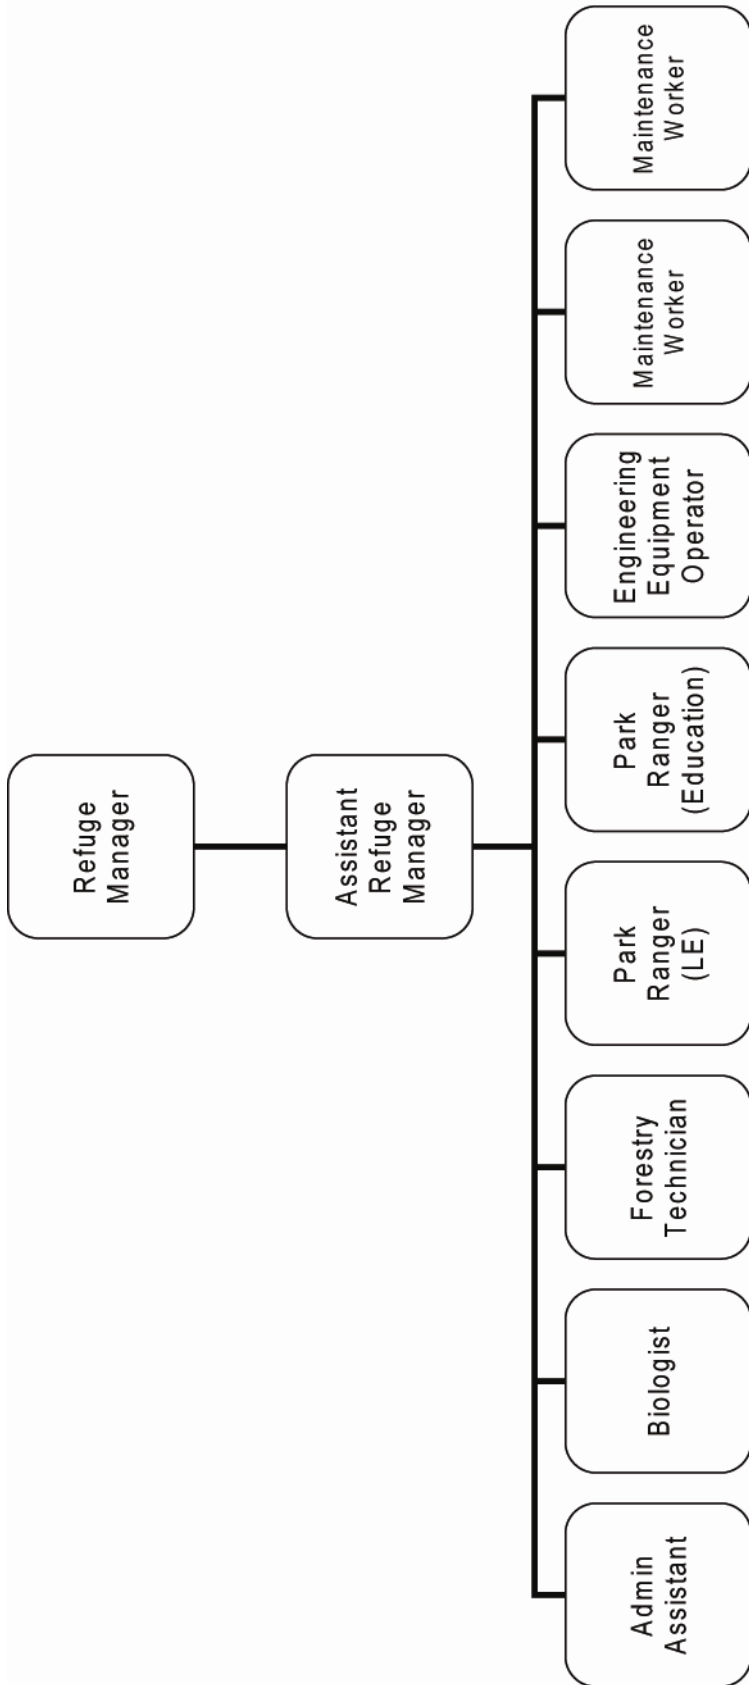 Refuge
Manager
Assistant
Refuge
Manager
Admin
Assistant
Biologist
Forestry
Technician
Park
Ranger
(LE)
Park
Ranger
(Education)
Engineering
Equipment
Operator
Maintenance
Worker
Maintenance
Worker